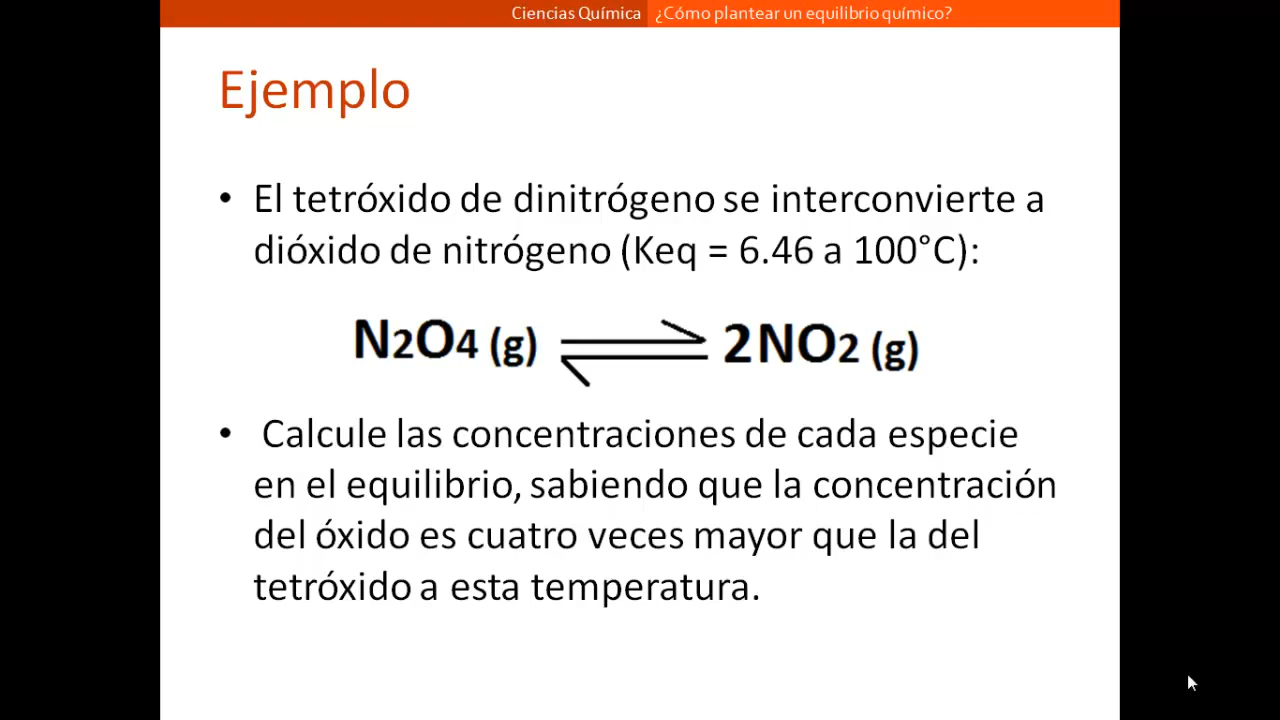 Ciencias Química ¿Cómo plantear un equilibrio químico?
Ejemplo
• El tetróxido de dinitrógeno se interconvierte a
dióxido de nitrógeno (Keq = 6.46 a 100°C):
N2O4 (g) ⇌ 2NO2 (g)
• Calcule las concentraciones de cada especie
en el equilibrio, sabiendo que la concentración
del óxido es cuatro veces mayor que la del
tetróxido a esta temperatura.